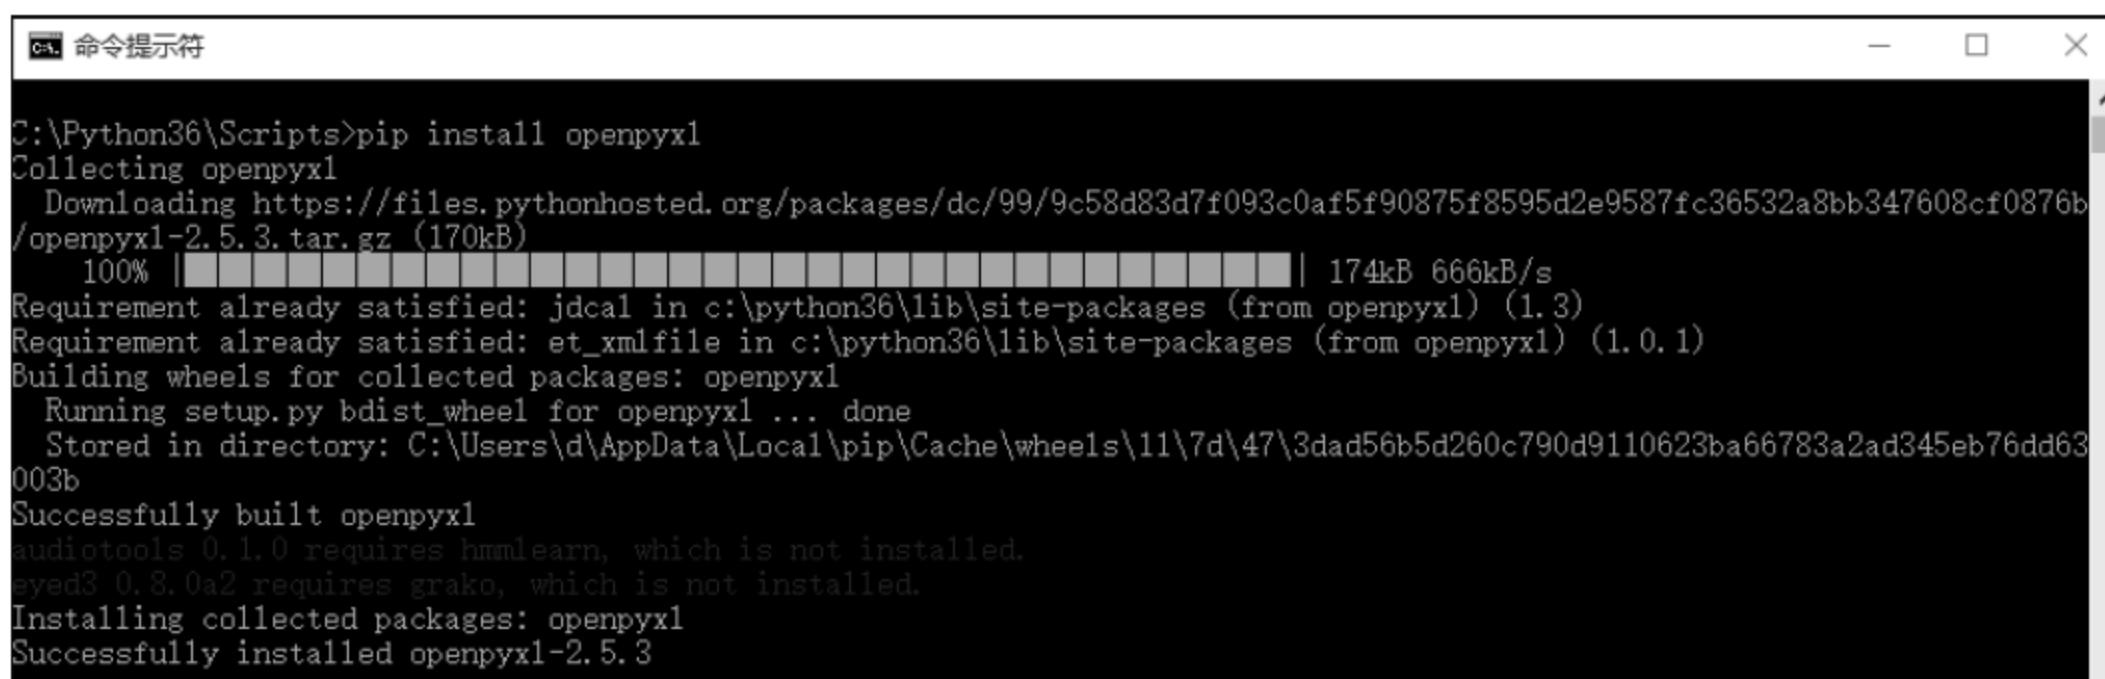 命令提示符
C:\Python36\Scripts>pip install openpyxl
Collecting openpyxl
Downloading https://files.pythonhosted.org/packages/dc/99/9c58d83d7f093c0af5f90875f8595d2e9587fc36532a8bb347608cf0876b
/openpyxl-2.5.3.tar.gz (170kB)
100% || 174kB 666kB/s
Requirement already satisfied: jdcal in c:\python36\lib\site-packages (from openpyxl) (1.3)
Requirement already satisfied: et_xmlfile in c:\python36\lib\site-packages (from openpyxl) (1.0.1)
Building wheels for collected packages: openpyxl
Running setup.py bdist_wheel for openpyxl ... done
Stored in directory: C:\Users\d\AppData\Local\pip\Cache\wheels\11\7d\47\3dad56b5d260c790d9110623ba66783a2ad345eb76dd63
003b
Successfully built openpyxl
audiotools 0.1.0 requires hmmlearn, which is not installed.
eyed3 0.8.0a2 requires grako, which is not installed.
Installing collected packages: openpyxl
Successfully installed openpyxl-2.5.3